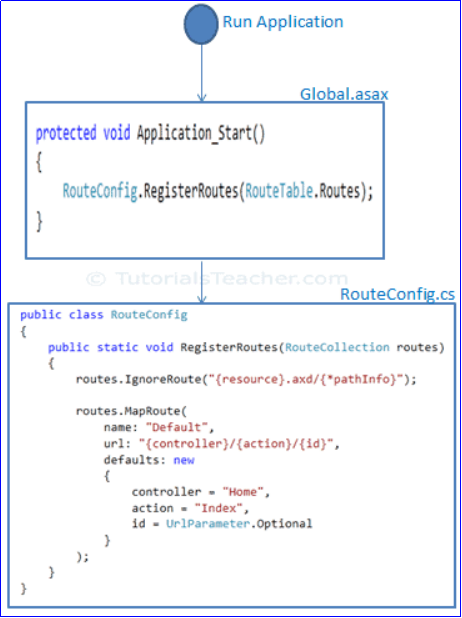 Run Application
Global.asax
protected void Application_Start()
{
RouteConfig.RegisterRoutes(RouteTable.Routes);
}
© TutorialsTeacher.com
RouteConfig.cs
public class RouteConfig
{
public static void RegisterRoutes(RouteCollection routes)
{
routes.IgnoreRoute("{resource}.axd/{*pathInfo}");
routes.MapRoute(
name: "Default",
url: "{controller}/{action}/{id}",
defaults: new
{
controller = "Home",
action = "Index",
id = UrlParameter.Optional
}
);
}
}